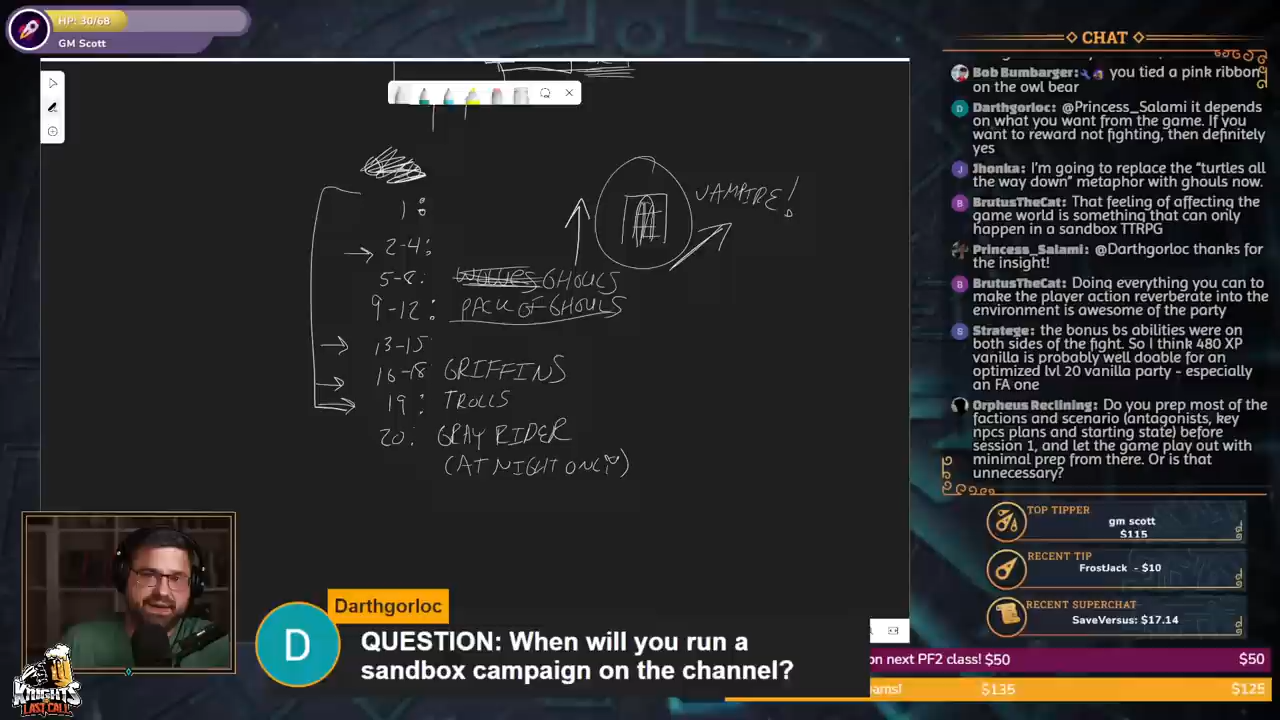 HP: 30/68
GM Scott
CHAT
Bob Bumbarger: you tied a pink ribbon
on the owl bear
Darthgorloc: @Princess_Salami it depends
on what you want from the game. If you
want to reward not fighting, then definitely
yes
Jhonka: I'm going to replace the "turtles all
the way down" metaphor with ghouls now.
BrutusTheCat: That feeling of affecting the
game world is something that can only
happen in a sandbox TTRPG
Princess_Salami: @Darthgorloc thanks for
the insight!
BrutusTheCat: Doing everything you can to
make the player action reverberate into the
environment is awesome of the party
Stratege: the bonus bs abilities were on
both sides of the fight. So I think 480 XP
vanilla is probably well doable for an
optimized lvl 20 vanilla party - especially
an FA one
Orpheus Reclining: Do you prep most of the
factions and scenario (antagonists, key
npcs plans and starting state) before
session 1, and let the game play out with
minimal prep from there. Or is that
unnecessary?
VAMPIRE!
1:
2-4:
5-8: WOLVES GHOULS
9-12: PACK OF GHOULS
13-15
16-18 GRIFFINS
19: TROLLS
20: GRAY RIDER
(AT NIGHT ONLY)
TOP TIPPER
gm scott
$115
RECENT TIP
FrostJack - $10
RECENT SUPERCHAT
SaveVersus: $17.14
Darthgorloc
D
QUESTION: When will you run a
sandbox campaign on the channel?
on next PF2 class! $50 $50
ams! $135 $125
KNIGHTS
OF LAST CALL